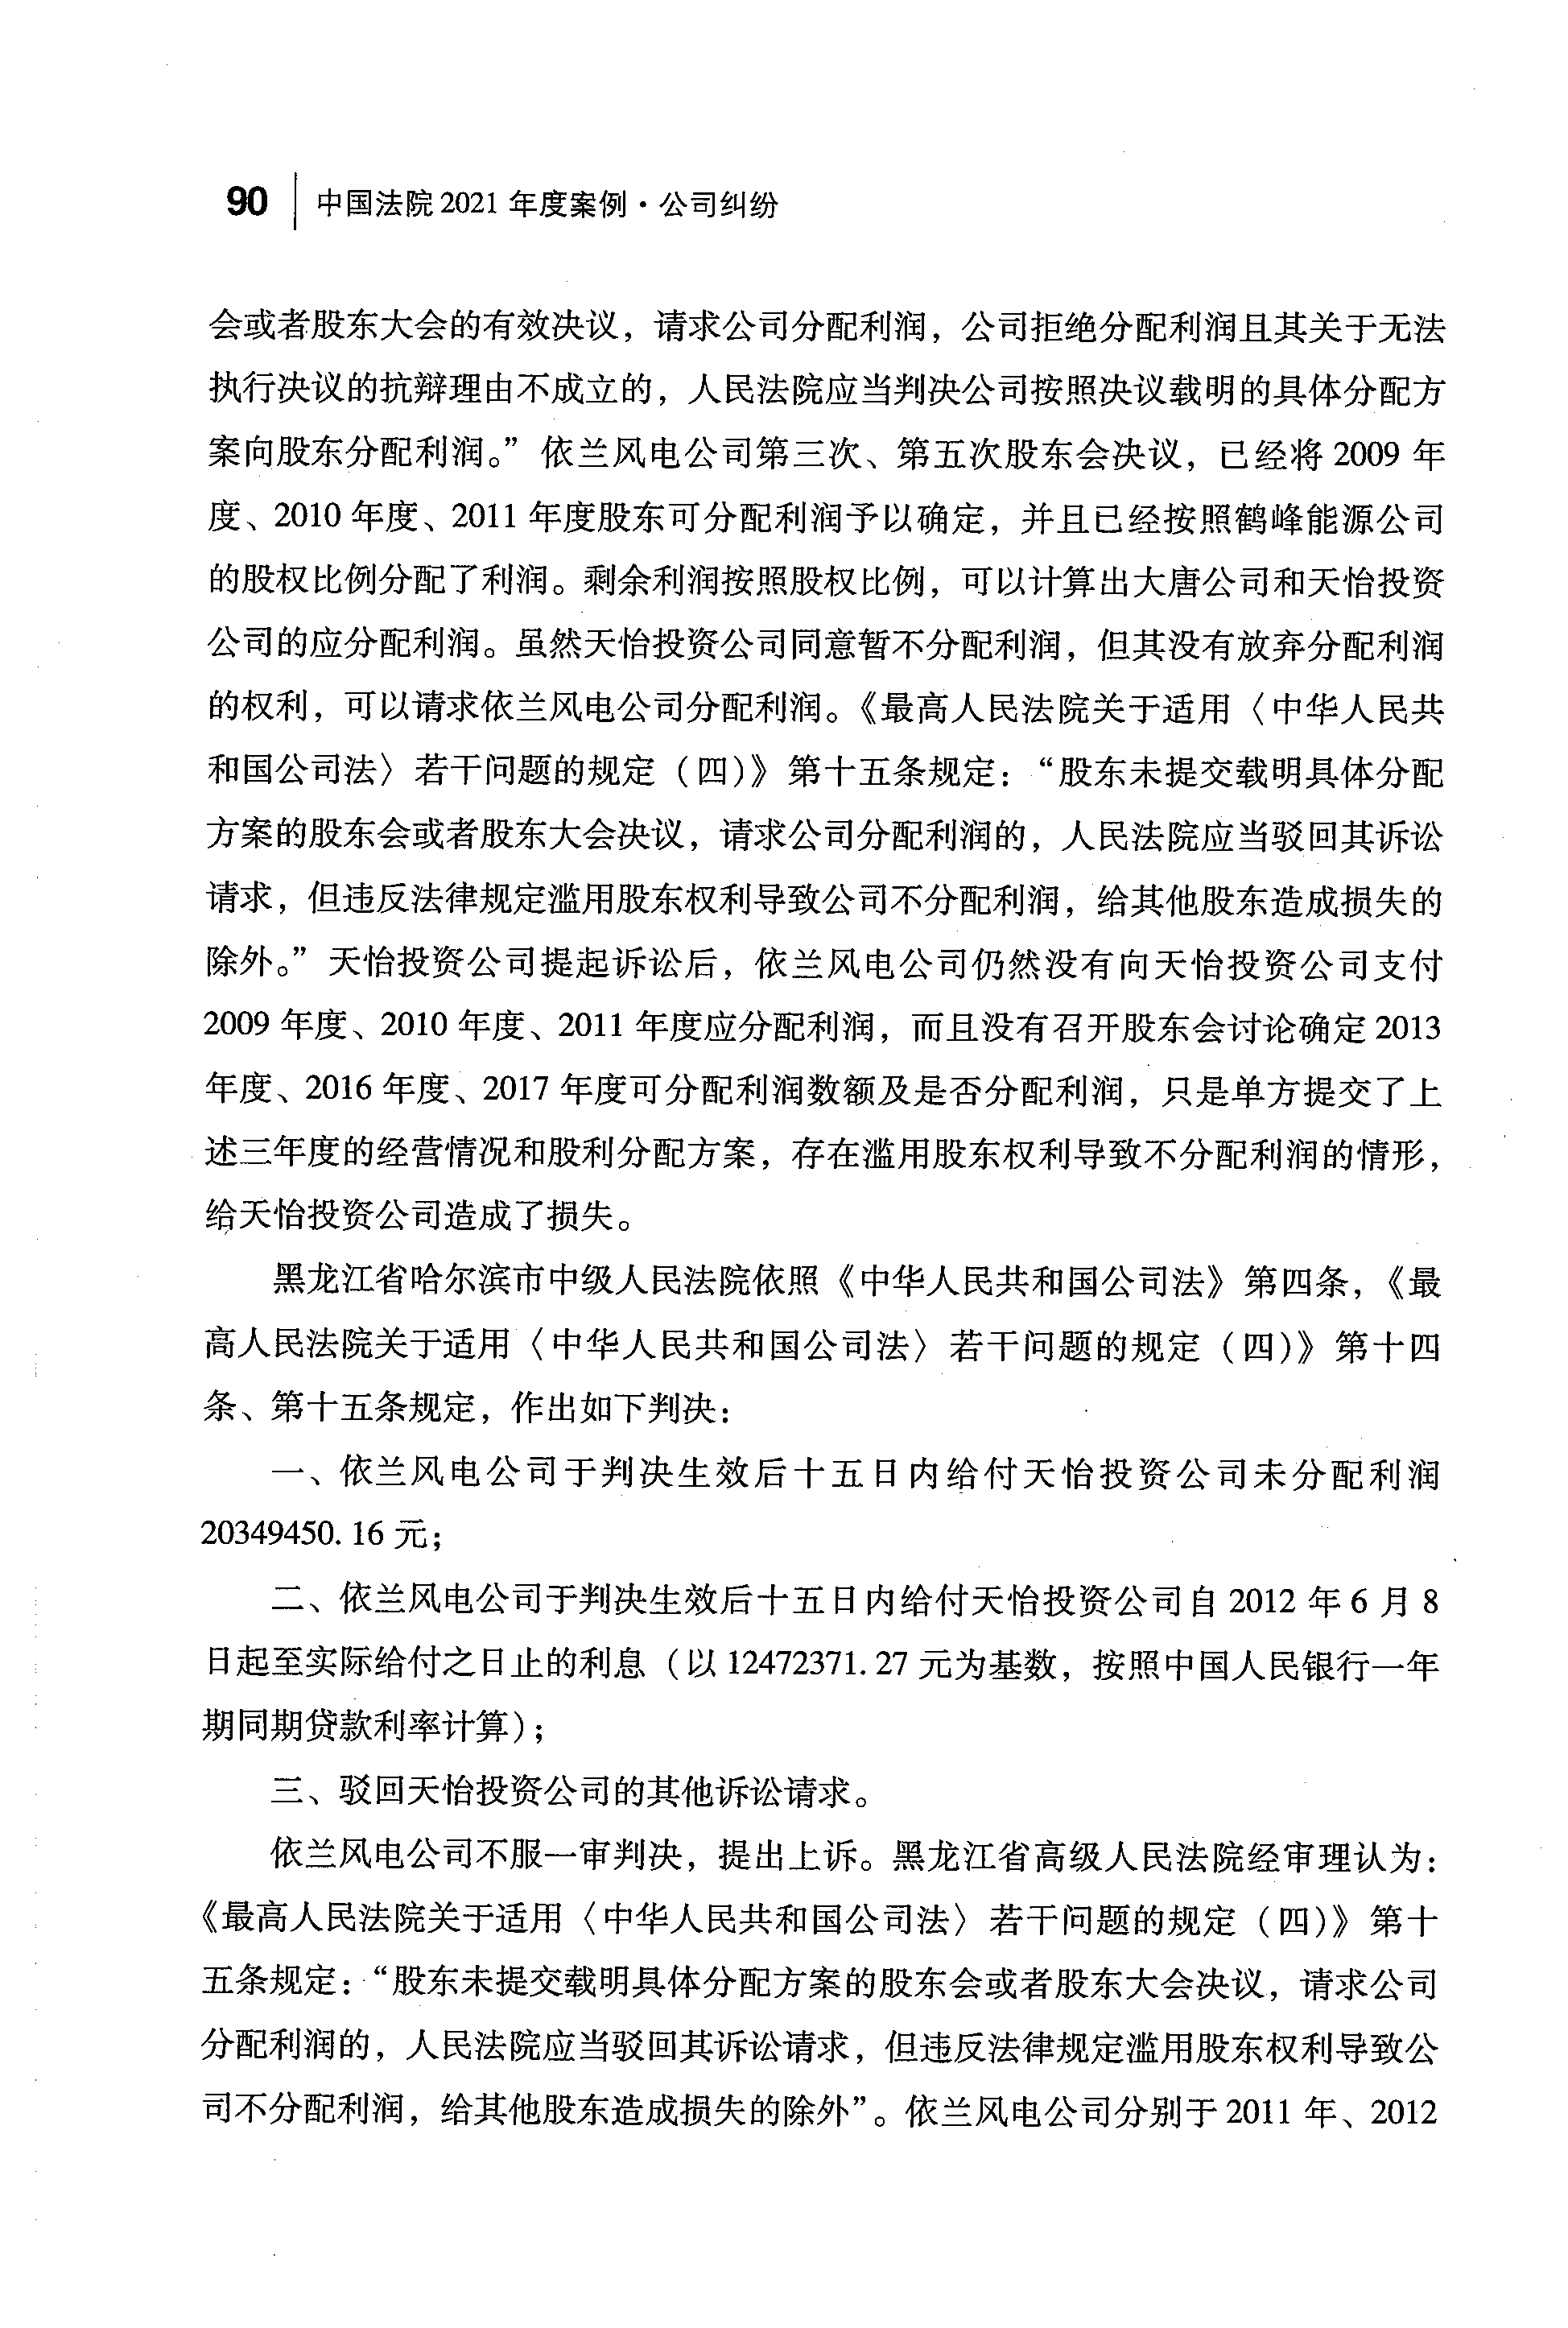 90 中国法院 2021 年度案例·公司纠纷
会或者股东大会的有效决议，请求公司分配利润，公司拒绝分配利润且其关于无法
执行决议的抗辩理由不成立的，人民法院应当判决公司按照决议载明的具体分配方
案向股东分配利润。”依兰风电公司第三次、第五次股东会决议，已经将 2009 年
度、2010 年度、2011 年度股东可分配利润予以确定，并且已经按照鹤峰能源公司
的股权比例分配了利润。剩余利润按照股权比例，可以计算出大唐公司和天怡投资
公司的应分配利润。虽然天怡投资公司同意暂不分配利润，但其没有放弃分配利润
的权利，可以请求依兰风电公司分配利润。《最高人民法院关于适用〈中华人民共
和国公司法〉若干问题的规定（四）》第十五条规定：“股东未提交载明具体分配
方案的股东会或者股东大会决议，请求公司分配利润的，人民法院应当驳回其诉讼
请求，但违反法律规定滥用股东权利导致公司不分配利润，给其他股东造成损失的
除外。”天怡投资公司提起诉讼后，依兰风电公司仍然没有向天怡投资公司支付
2009 年度、2010 年度、2011 年度应分配利润，而且没有召开股东会讨论确定 2013
年度、2016 年度、2017 年度可分配利润数额及是否分配利润，只是单方提交了上
述三年度的经营情况和股利分配方案，存在滥用股东权利导致不分配利润的情形，
给天怡投资公司造成了损失。
黑龙江省哈尔滨市中级人民法院依照《中华人民共和国公司法》第四条，《最
高人民法院关于适用〈中华人民共和国公司法〉若干问题的规定（四）》第十四
条、第十五条规定，作出如下判决：
一、依兰风电公司于判决生效后十五日内给付天怡投资公司未分配利润
20349450.16 元；
二、依兰风电公司于判决生效后十五日内给付天怡投资公司自 2012 年 6 月 8
日起至实际给付之日止的利息（以 12472371.27 元为基数，按照中国人民银行一年
期同期贷款利率计算）；
三、驳回天怡投资公司的其他诉讼请求。
依兰风电公司不服一审判决，提出上诉。黑龙江省高级人民法院经审理认为：
《最高人民法院关于适用〈中华人民共和国公司法〉若干问题的规定（四）》第十
五条规定：“股东未提交载明具体分配方案的股东会或者股东大会决议，请求公司
分配利润的，人民法院应当驳回其诉讼请求，但违反法律规定滥用股东权利导致公
司不分配利润，给其他股东造成损失的除外”。依兰风电公司分别于 2011 年、2012